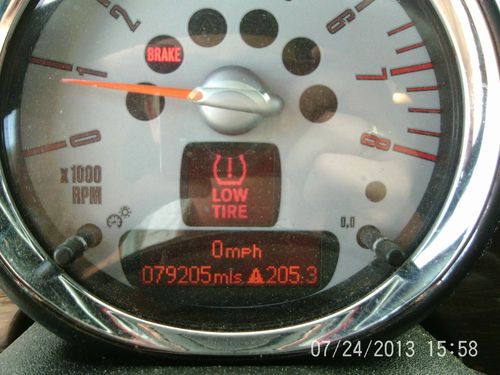 2
6
BRAKE
1
7
0
8
x 1000
RPM
LOW
TIRE
0,0
0mph
079205mls 205.3
07/24/2013 15:58